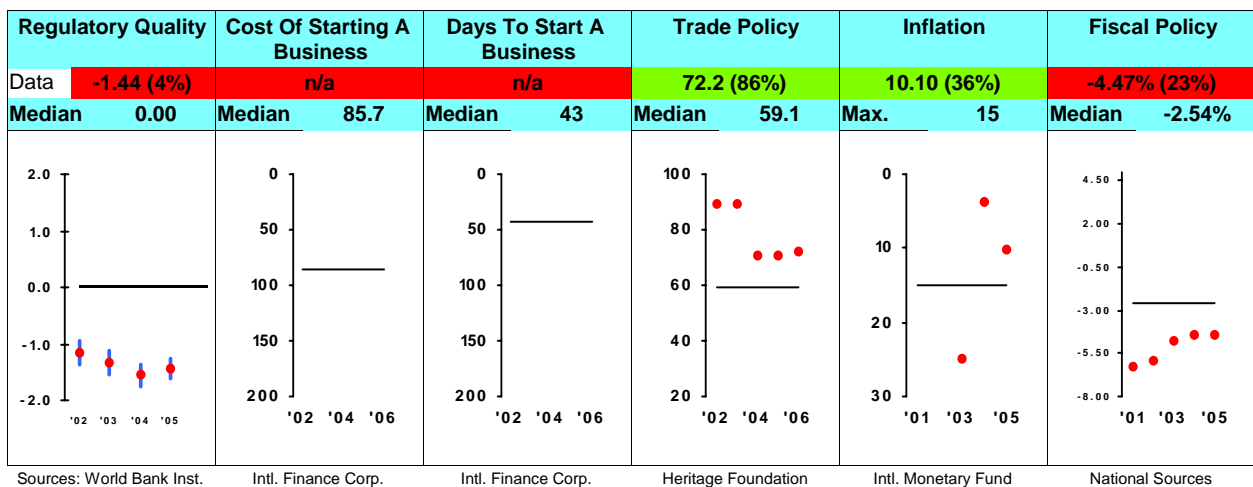 Regulatory Quality
Data -1.44 (4%)
Median 0.00
2.0
1.0
0.0
-1.0
-2.0
'02 '03 '04 '05
Sources: World Bank Inst.
Cost Of Starting A
Business
n/a
Median 85.7
0
50
100
150
200
'02 '04 '06
Intl. Finance Corp.
Days To Start A
Business
n/a
Median 43
0
50
100
150
200
'02 '04 '06
Intl. Finance Corp.
Trade Policy
72.2 (86%)
Median 59.1
100
80
60
40
20
'02 '04 '06
Heritage Foundation
Inflation
10.10 (36%)
Max. 15
0
10
20
30
'01 '03 '05
Intl. Monetary Fund
Fiscal Policy
-4.47% (23%)
Median -2.54%
4.50
2.00
-0.50
-3.00
-5.50
-8.00
'01 '03 '05
National Sources